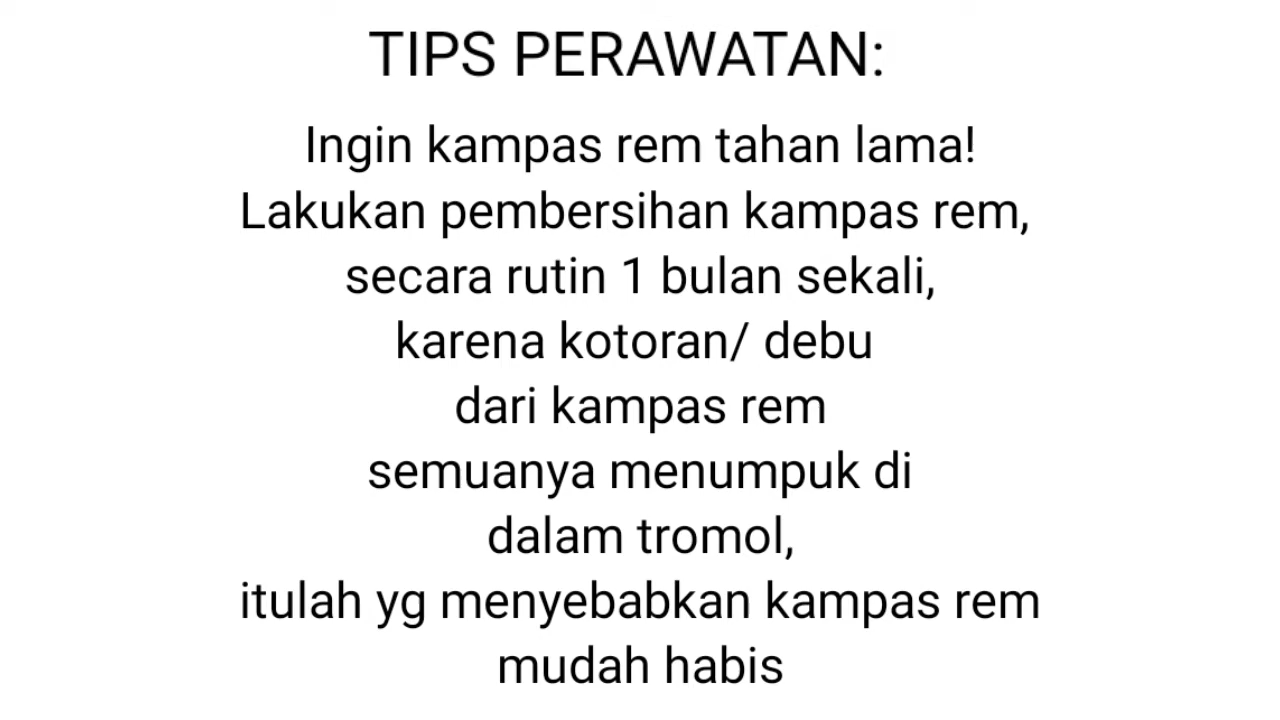 TIPS PERAWATAN:
Ingin kampas rem tahan lama!
Lakukan pembersihan kampas rem,
secara rutin 1 bulan sekali,
karena kotoran/ debu
dari kampas rem
semuanya menumpuk di
dalam tromol,
itulah yg menyebabkan kampas rem
mudah habis